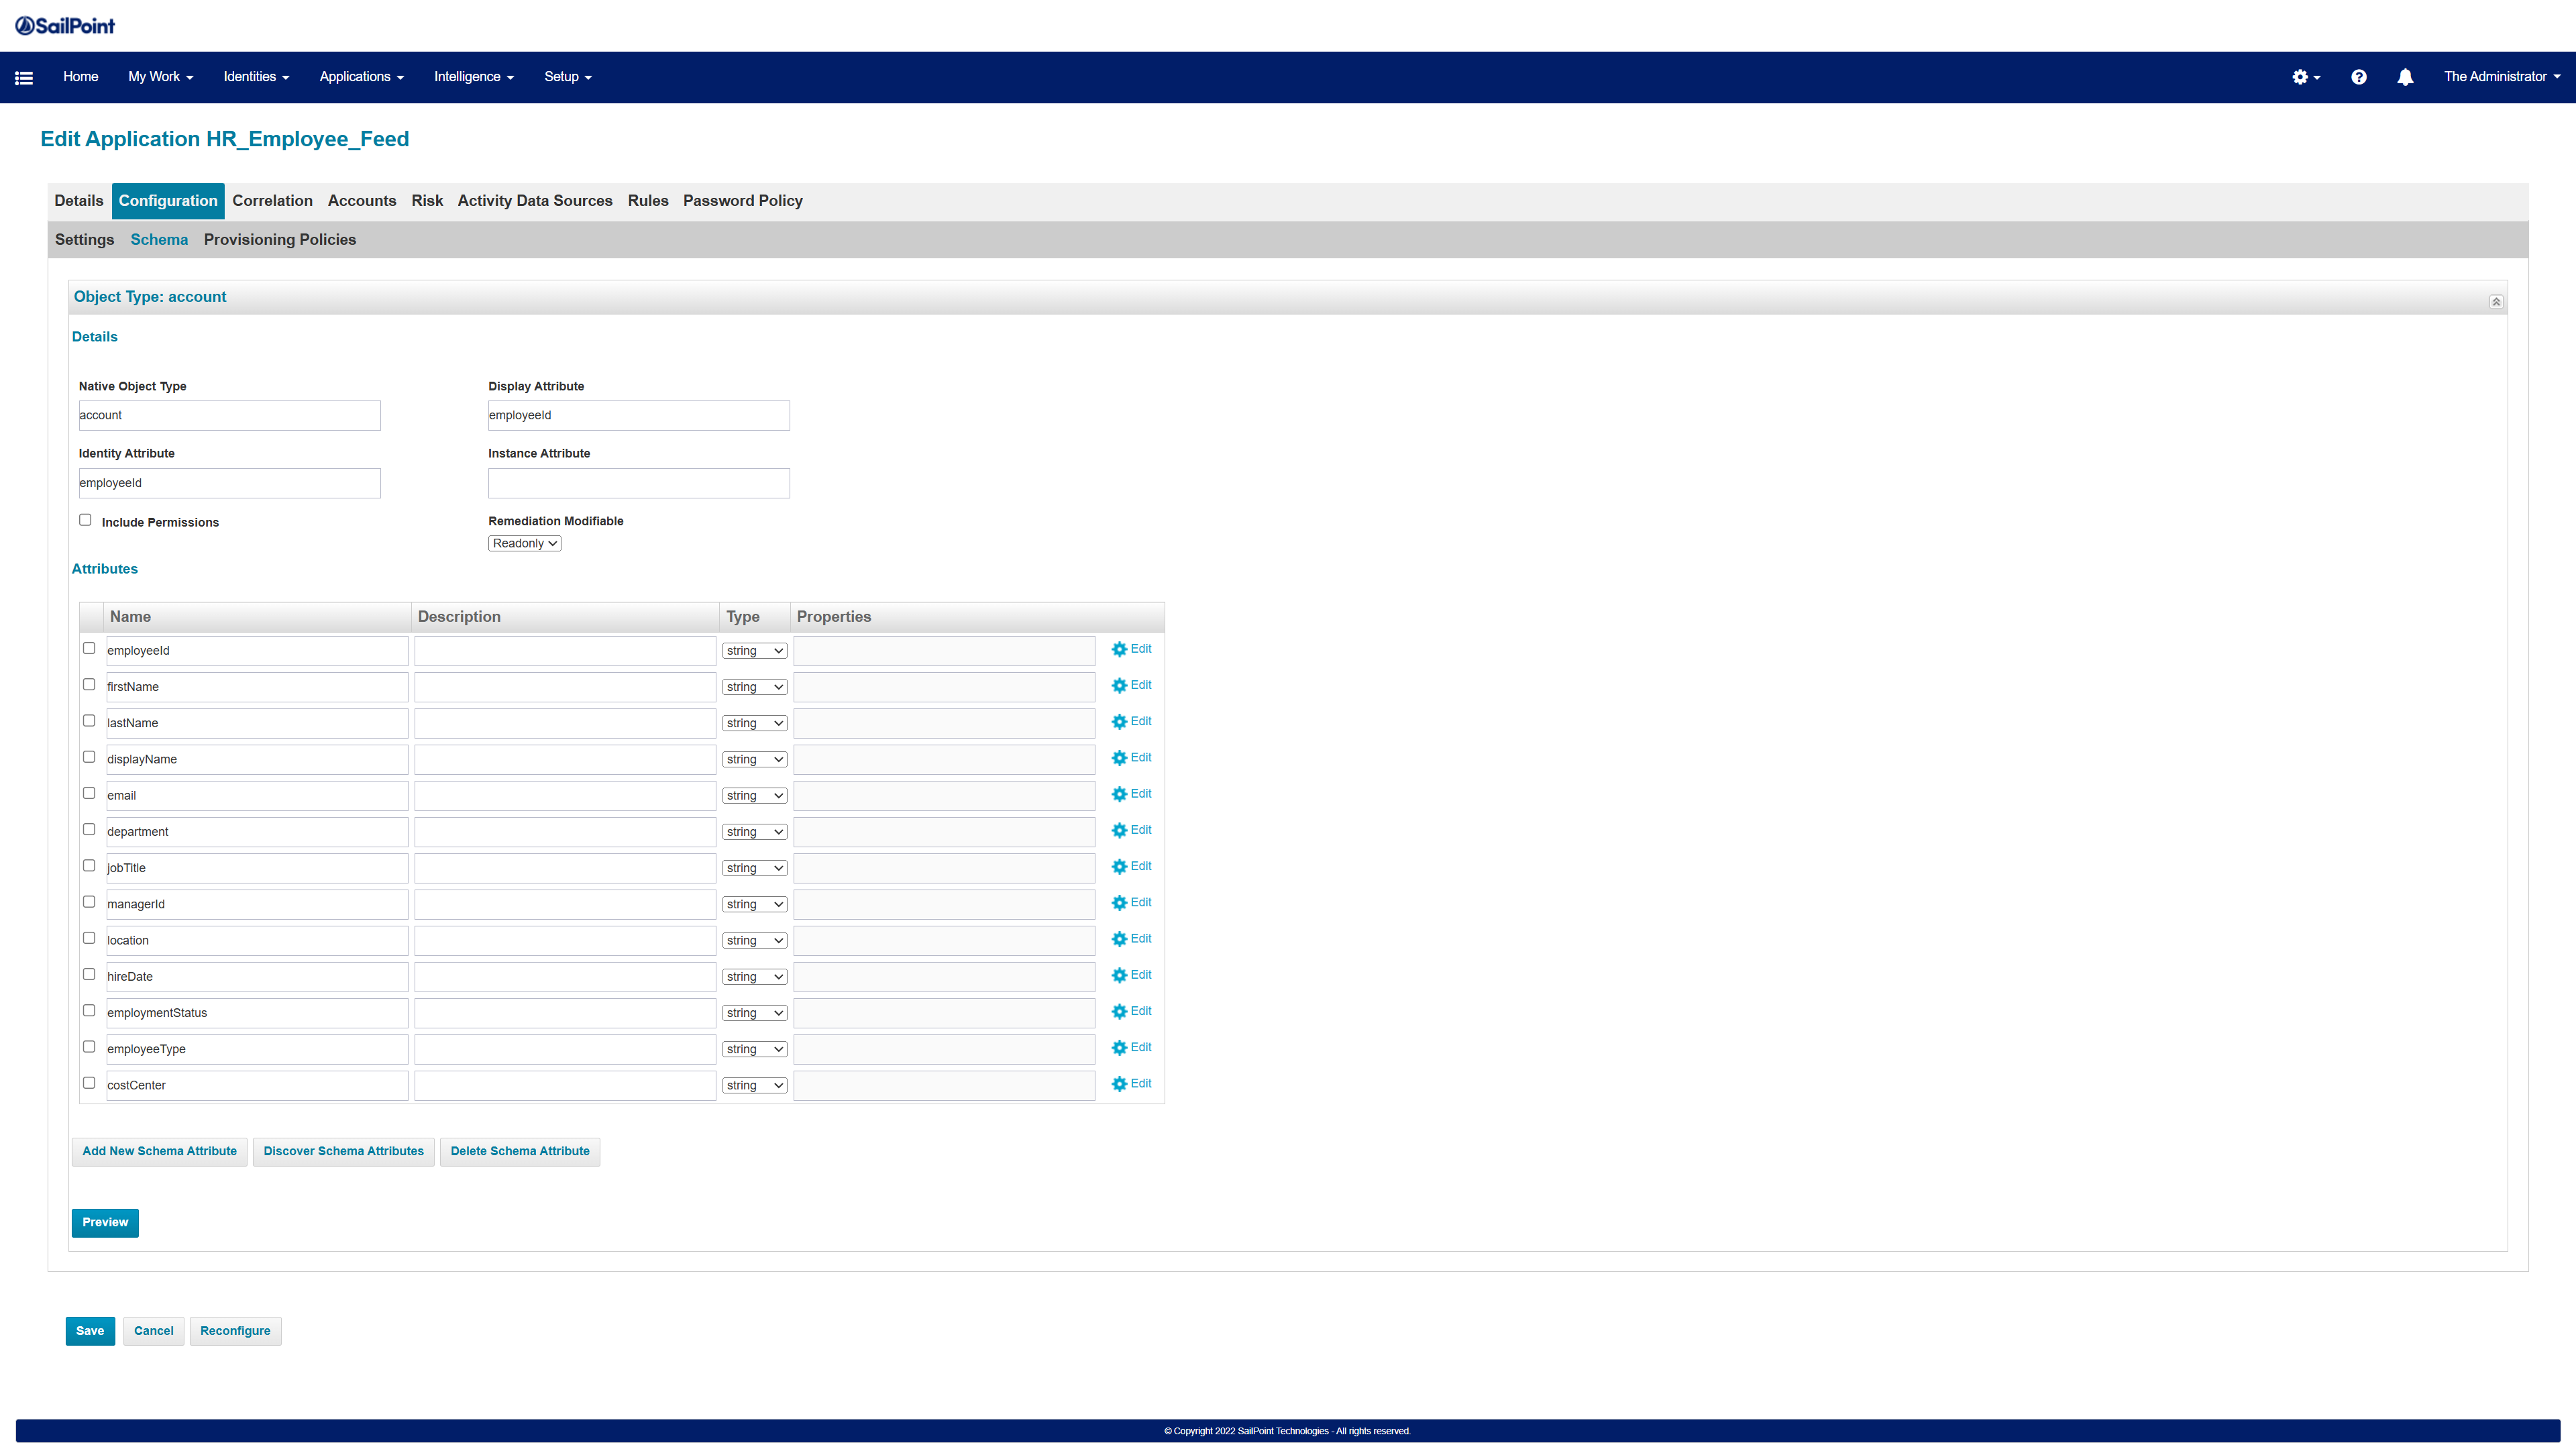 SailPoint
Home My Work Identities Applications Intelligence Setup The Administrator
Edit Application HR_Employee_Feed
Details Configuration Correlation Accounts Risk Activity Data Sources Rules Password Policy
Settings Schema Provisioning Policies
Object Type: account
Details
Native Object Type Display Attribute
account employeeId
Identity Attribute Instance Attribute
employeeId
Include Permissions Remediation Modifiable
Readonly
Attributes
Name Description Type Properties
employeeId string Edit
firstName string Edit
lastName string Edit
displayName string Edit
email string Edit
department string Edit
jobTitle string Edit
managerId string Edit
location string Edit
hireDate string Edit
employmentStatus string Edit
employeeType string Edit
costCenter string Edit
Add New Schema Attribute Discover Schema Attributes Delete Schema Attribute
Preview
Save Cancel Reconfigure
© Copyright 2022 SailPoint Technologies - All rights reserved.